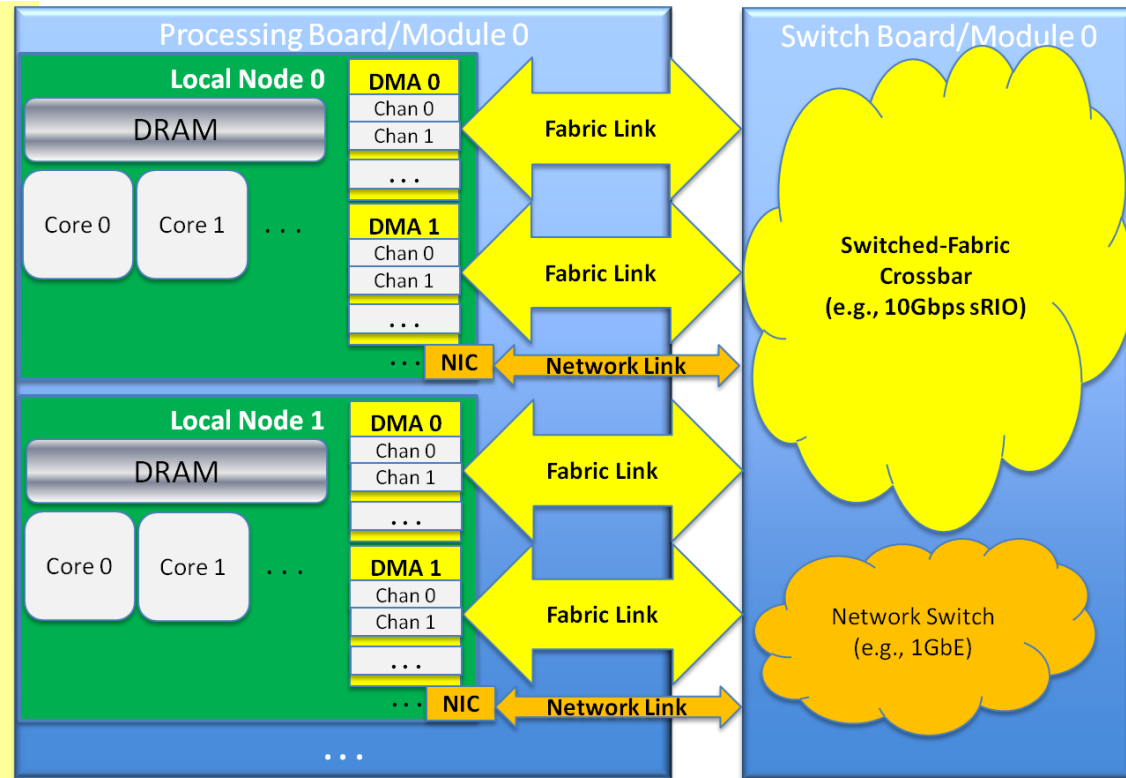 Processing Board/Module 0
Switch Board/Module 0
Local Node 0
DRAM
Core 0
Core 1
. . .
DMA 0
Chan 0
Chan 1
. . .
DMA 1
Chan 0
Chan 1
. . .
. . .
NIC
Fabric Link
Fabric Link
Network Link
Local Node 1
DRAM
Core 0
Core 1
. . .
DMA 0
Chan 0
Chan 1
. . .
DMA 1
Chan 0
Chan 1
. . .
. . .
NIC
Fabric Link
Fabric Link
Network Link
. . .
Switched-Fabric
Crossbar
(e.g., 10Gbps sRIO)
Network Switch
(e.g., 1GbE)